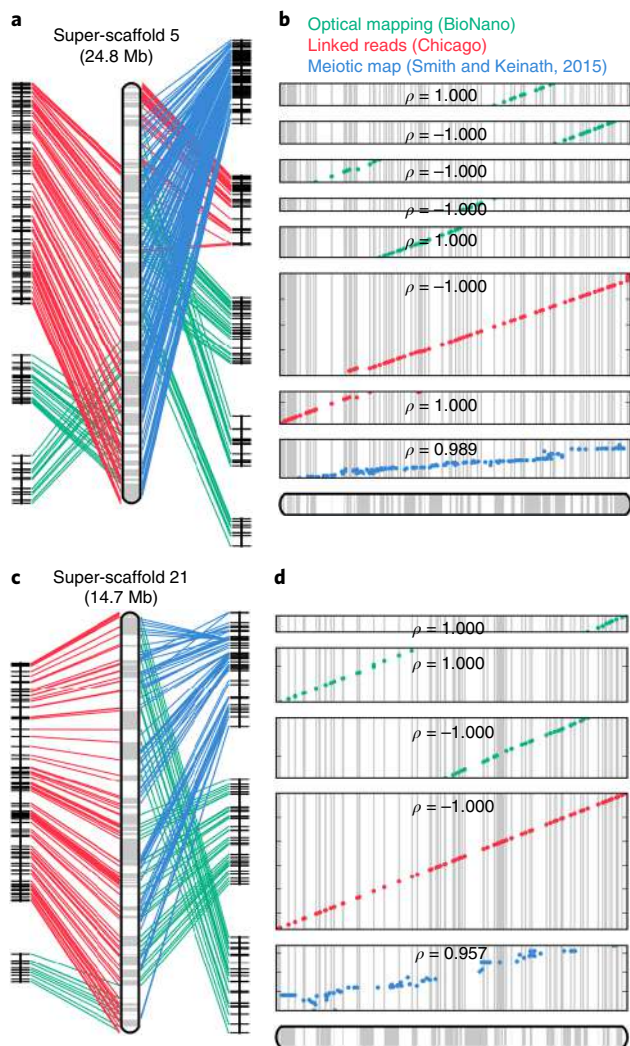 a
Super-scaffold 5
(24.8 Mb)
b
Optical mapping (BioNano)
Linked reads (Chicago)
Meiotic map (Smith and Keinath, 2015)
ρ = 1.000
ρ = −1.000
ρ = −1.000
ρ = −1.000
ρ = 1.000
ρ = −1.000
ρ = 1.000
ρ = 0.989
c
Super-scaffold 21
(14.7 Mb)
d
ρ = 1.000
ρ = 1.000
ρ = −1.000
ρ = −1.000
ρ = 0.957